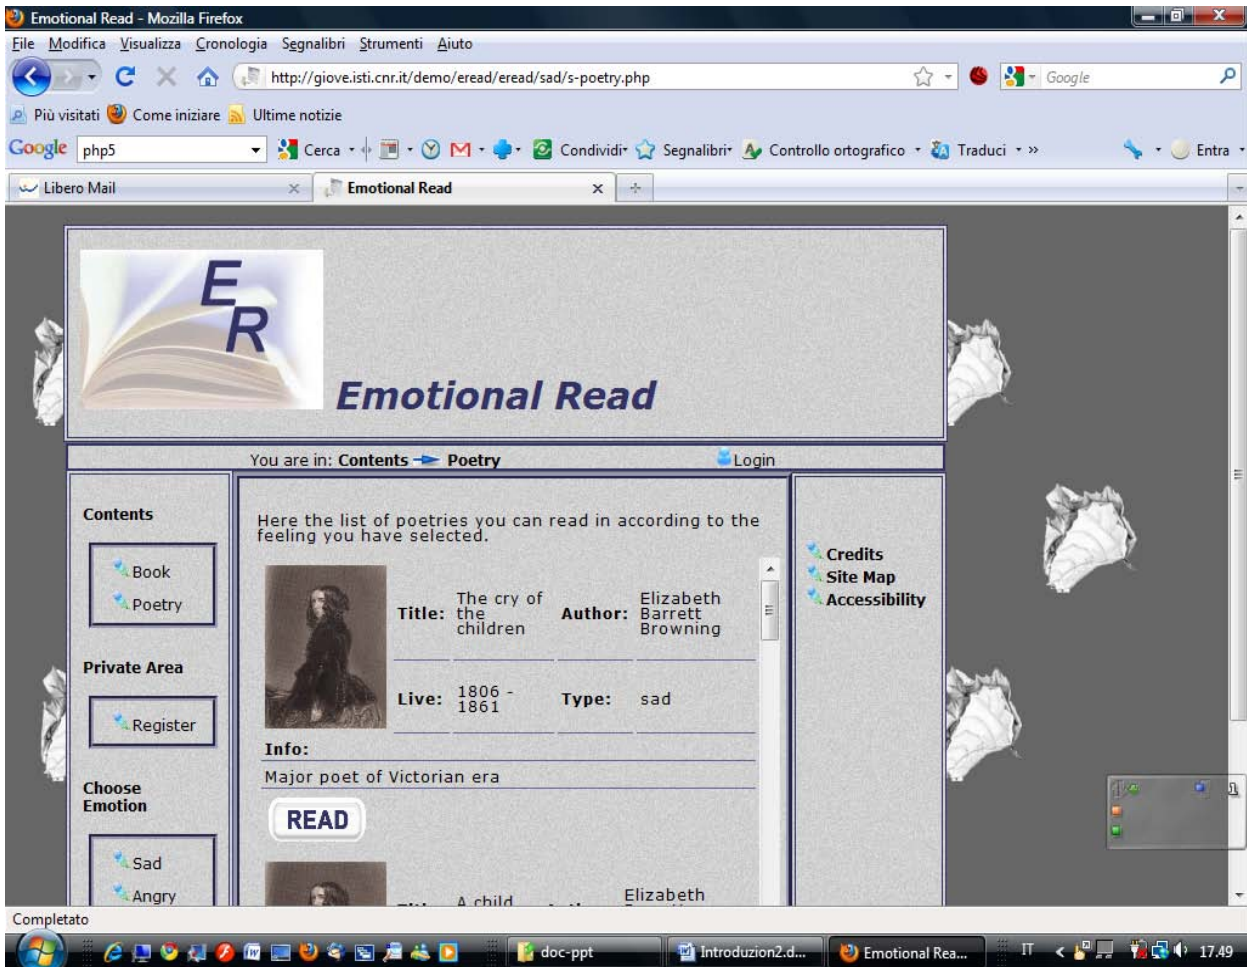 Emotional Read - Mozilla Firefox
File Modifica Visualizza Cronologia Segnalibri Strumenti Aiuto
http://giove.isti.cnr.it/demo/eread/eread/sad/s-poetry.php
Google
Più visitati Come iniziare Ultime notizie
Google php5 Cerca Condividi Segnalibri Controllo ortografico Traduci » Entra
Libero Mail Emotional Read
E
R
Emotional Read
You are in: Contents Poetry Login
Contents
Book
Poetry
Private Area
Register
Choose
Emotion
Sad
Angry
Here the list of poetries you can read in according to the
feeling you have selected.
Title: The cry of the children Author: Elizabeth Barrett Browning
Live: 1806 - 1861 Type: sad
Info:
Major poet of Victorian era
READ
A child Elizabeth
Credits
Site Map
Accessibility
1
Completato
doc-ppt Introduzion2.d... Emotional Rea... IT < 17.49